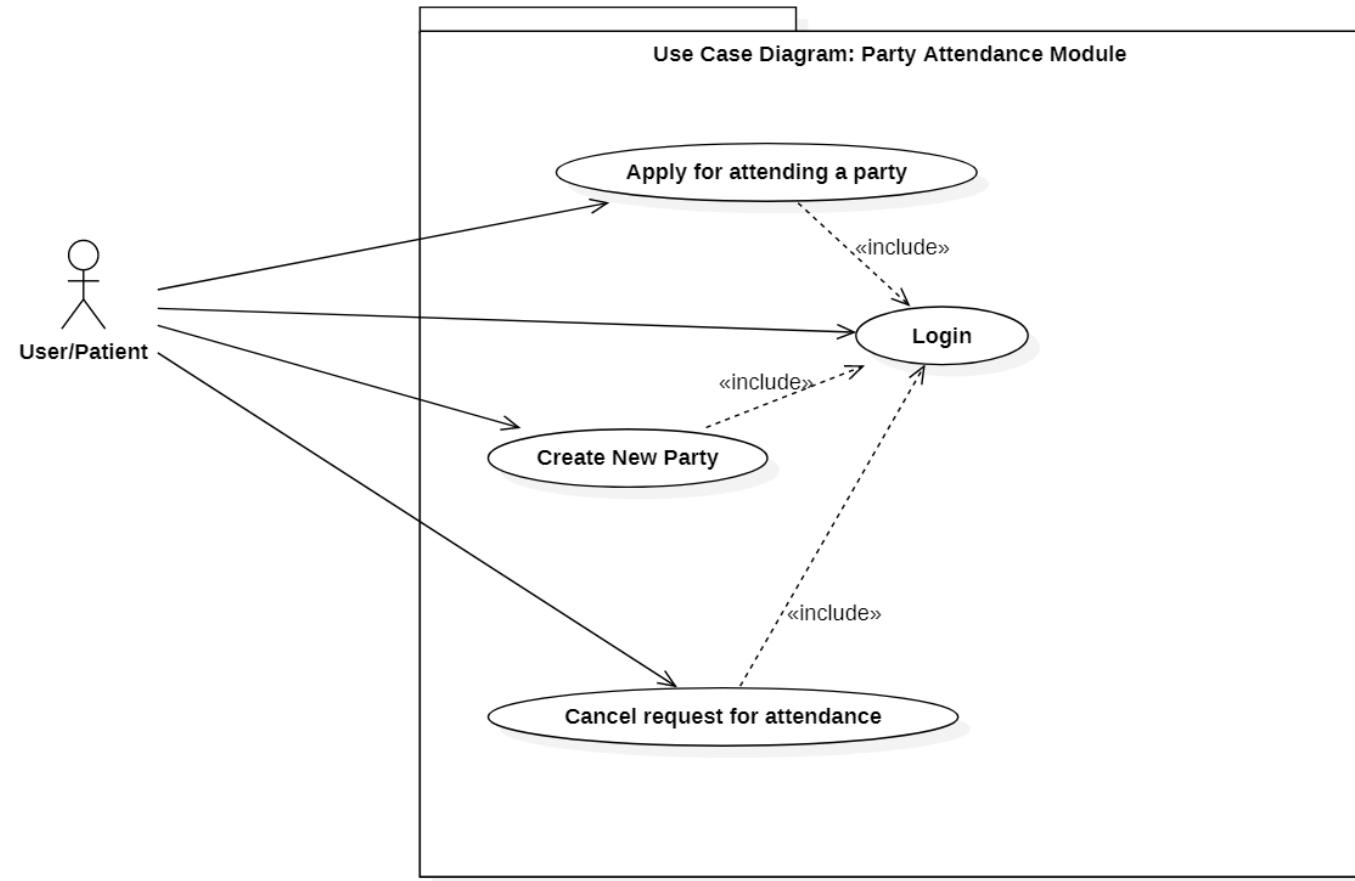 Use Case Diagram: Party Attendance Module
Apply for attending a party
«include»
Login
User/Patient
«include»
Create New Party
«include»
Cancel request for attendance